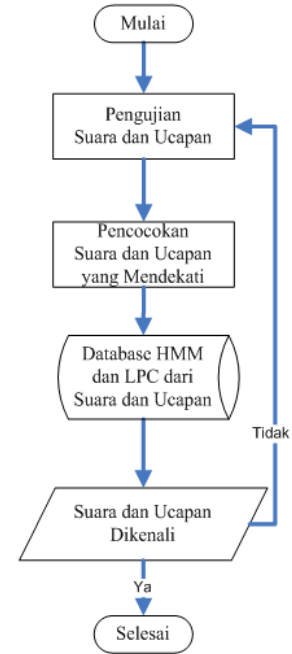 Mulai
Pengujian
Suara dan Ucapan
Pencocokan
Suara dan Ucapan
yang Mendekati
Database HMM
dan LPC dari
Suara dan Ucapan
Tidak
Suara dan Ucapan
Dikenali
Ya
Selesai